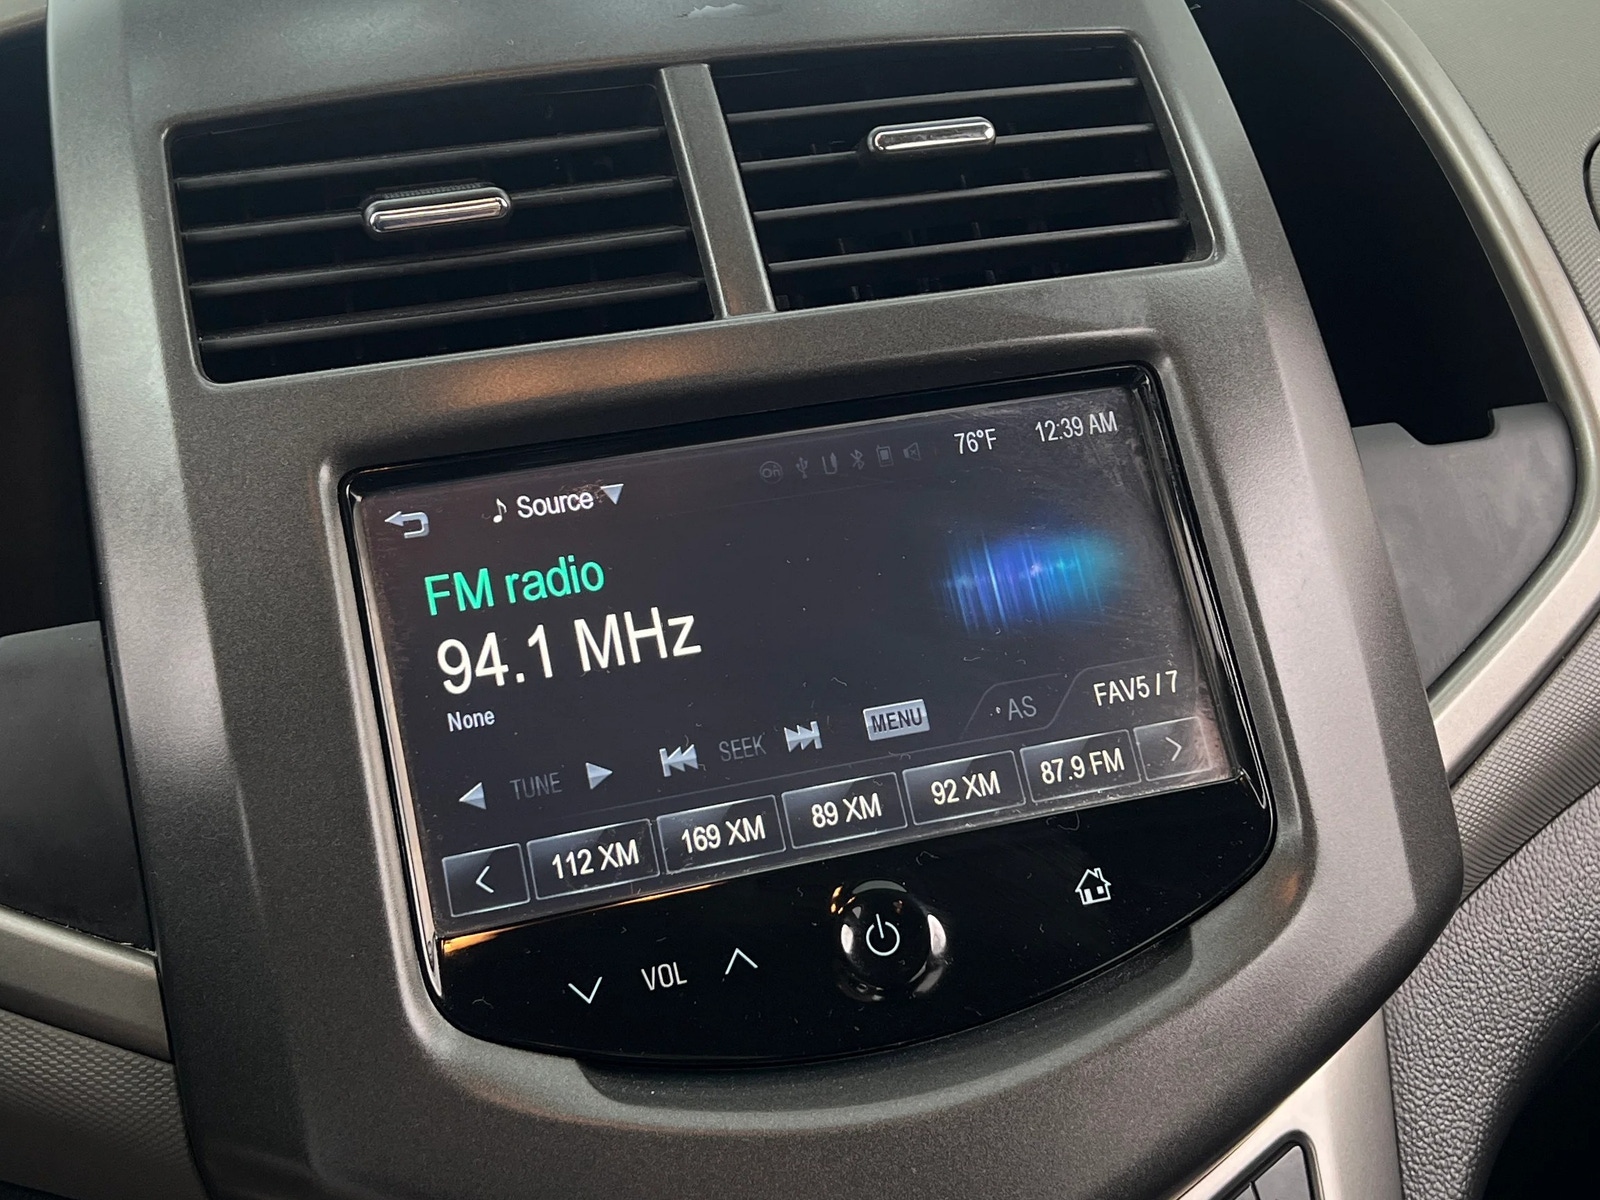 76°F 12:39 AM
Source
FM radio
94.1 MHz
None
TUNE SEEK MENU AS FAV5 / 7
< 112 XM 169 XM 89 XM 92 XM 87.9 FM >
VOL